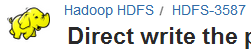 Hadoop HDFS / HDFS-3587
Direct write the